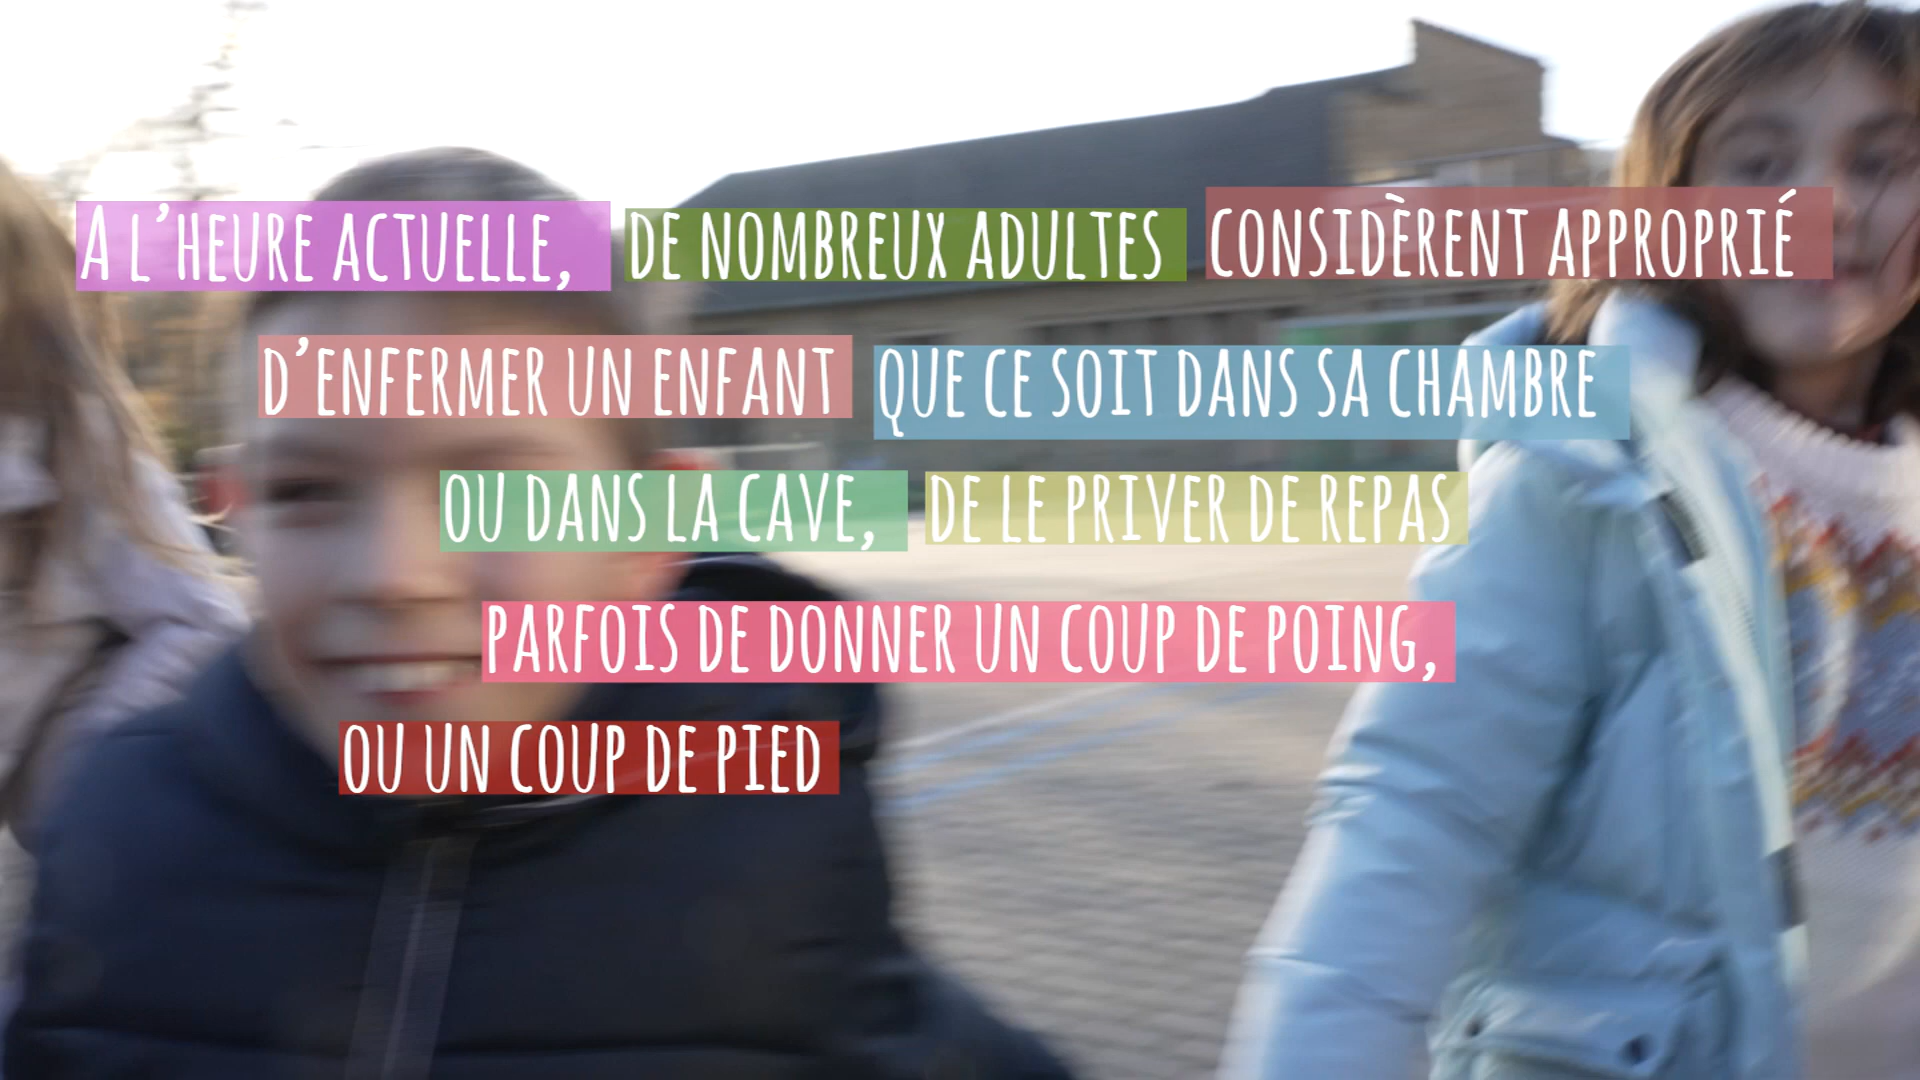 A l’heure actuelle, de nombreux adultes considèrent approprié
d’enfermer un enfant que ce soit dans sa chambre
ou dans la cave, de le priver de repas
parfois de donner un coup de poing,
ou un coup de pied